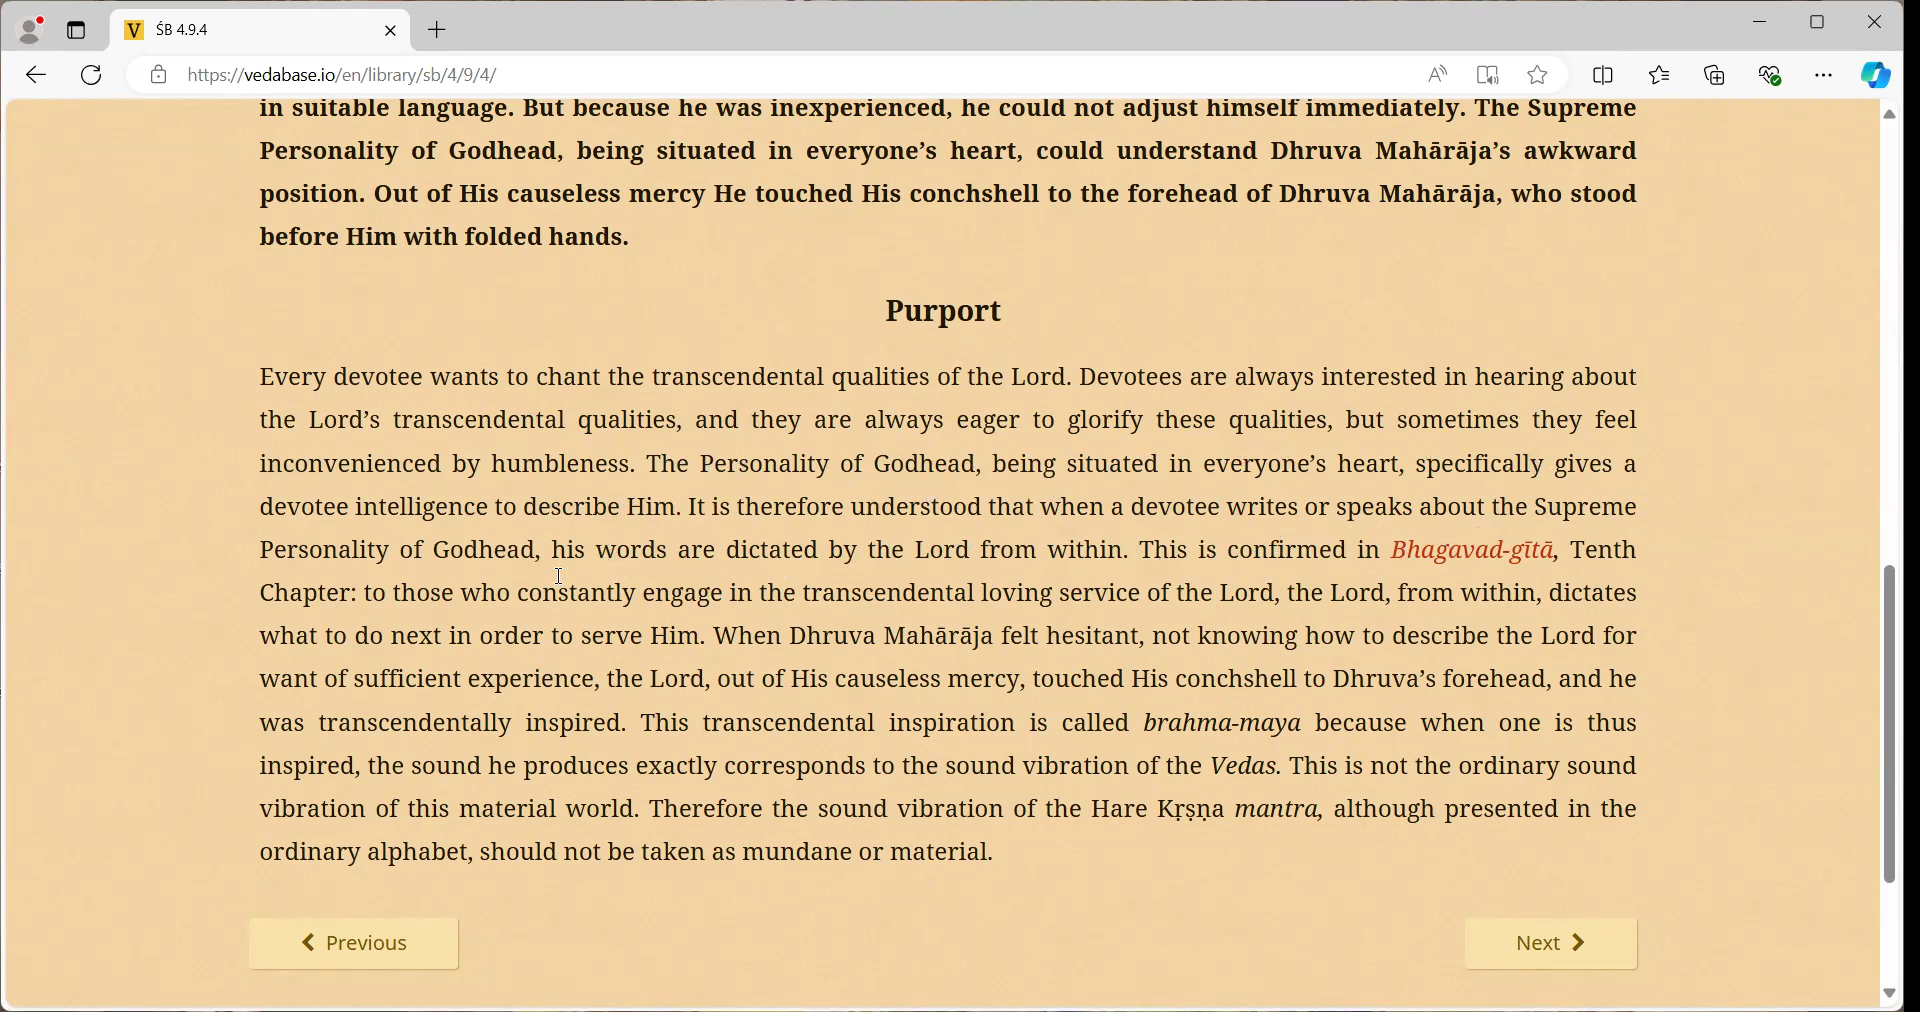 ŚB 4.9.4
https://vedabase.io/en/library/sb/4/9/4/
in suitable language. But because he was inexperienced, he could not adjust himself immediately. The Supreme
Personality of Godhead, being situated in everyone’s heart, could understand Dhruva Mahārāja’s awkward
position. Out of His causeless mercy He touched His conchshell to the forehead of Dhruva Mahārāja, who stood
before Him with folded hands.
Purport
Every devotee wants to chant the transcendental qualities of the Lord. Devotees are always interested in hearing about
the Lord’s transcendental qualities, and they are always eager to glorify these qualities, but sometimes they feel
inconvenienced by humbleness. The Personality of Godhead, being situated in everyone’s heart, specifically gives a
devotee intelligence to describe Him. It is therefore understood that when a devotee writes or speaks about the Supreme
Personality of Godhead, his words are dictated by the Lord from within. This is confirmed in Bhagavad-gītā, Tenth
Chapter: to those who constantly engage in the transcendental loving service of the Lord, the Lord, from within, dictates
what to do next in order to serve Him. When Dhruva Mahārāja felt hesitant, not knowing how to describe the Lord for
want of sufficient experience, the Lord, out of His causeless mercy, touched His conchshell to Dhruva’s forehead, and he
was transcendentally inspired. This transcendental inspiration is called brahma-maya because when one is thus
inspired, the sound he produces exactly corresponds to the sound vibration of the Vedas. This is not the ordinary sound
vibration of this material world. Therefore the sound vibration of the Hare Kṛṣṇa mantra, although presented in the
ordinary alphabet, should not be taken as mundane or material.
Previous
Next